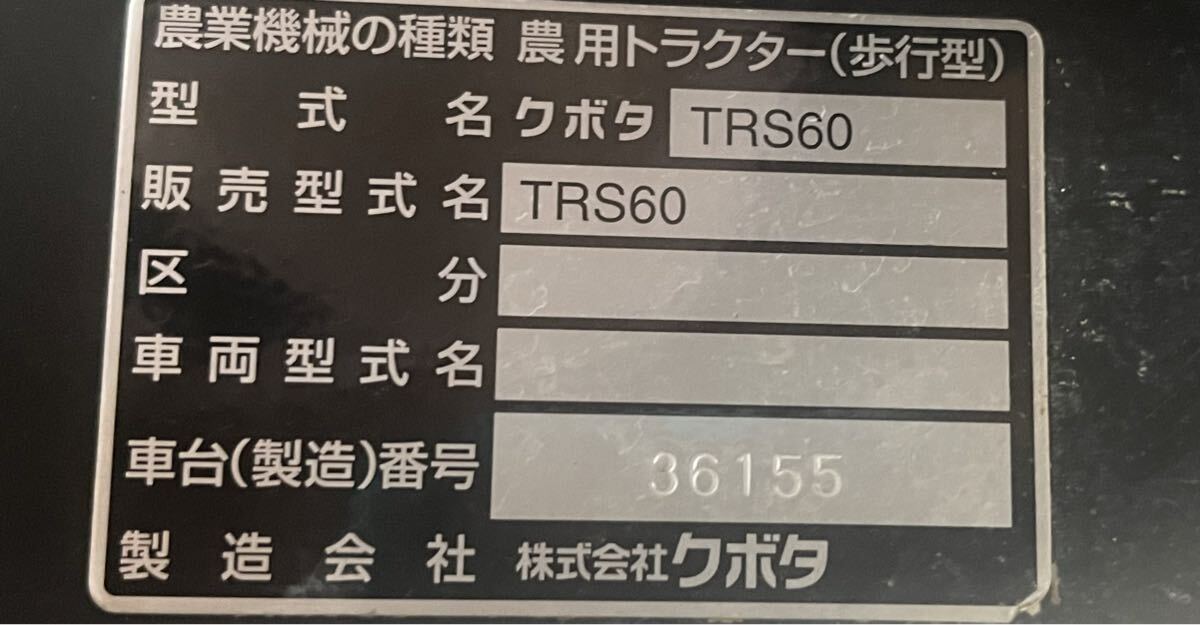 農業機械の種類 農用トラクター(歩行型)
型式名 クボタ TRS60
販売型式名 TRS60
区分
車両型式名
車台(製造)番号 36155
製造会社 株式会社クボタ